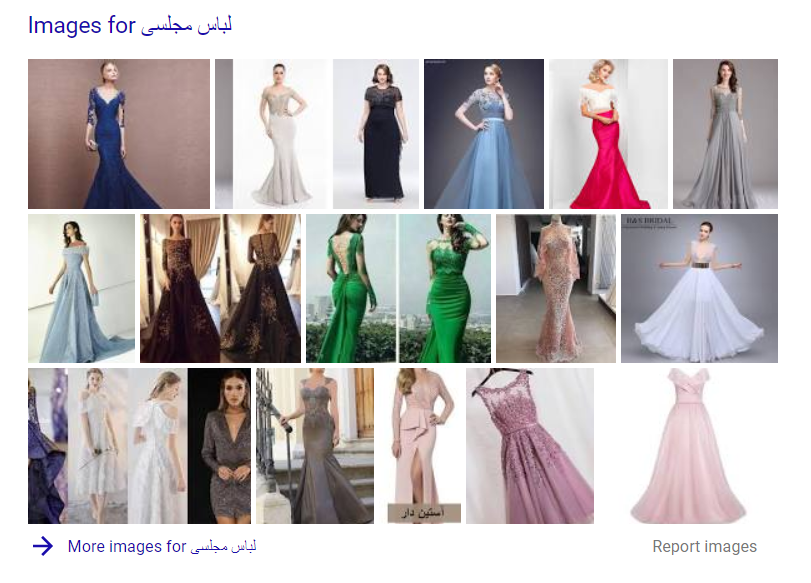 Images for لباس مجلسی
B&S BRIDAL
آستین دار
More images for لباس مجلسی
Report images